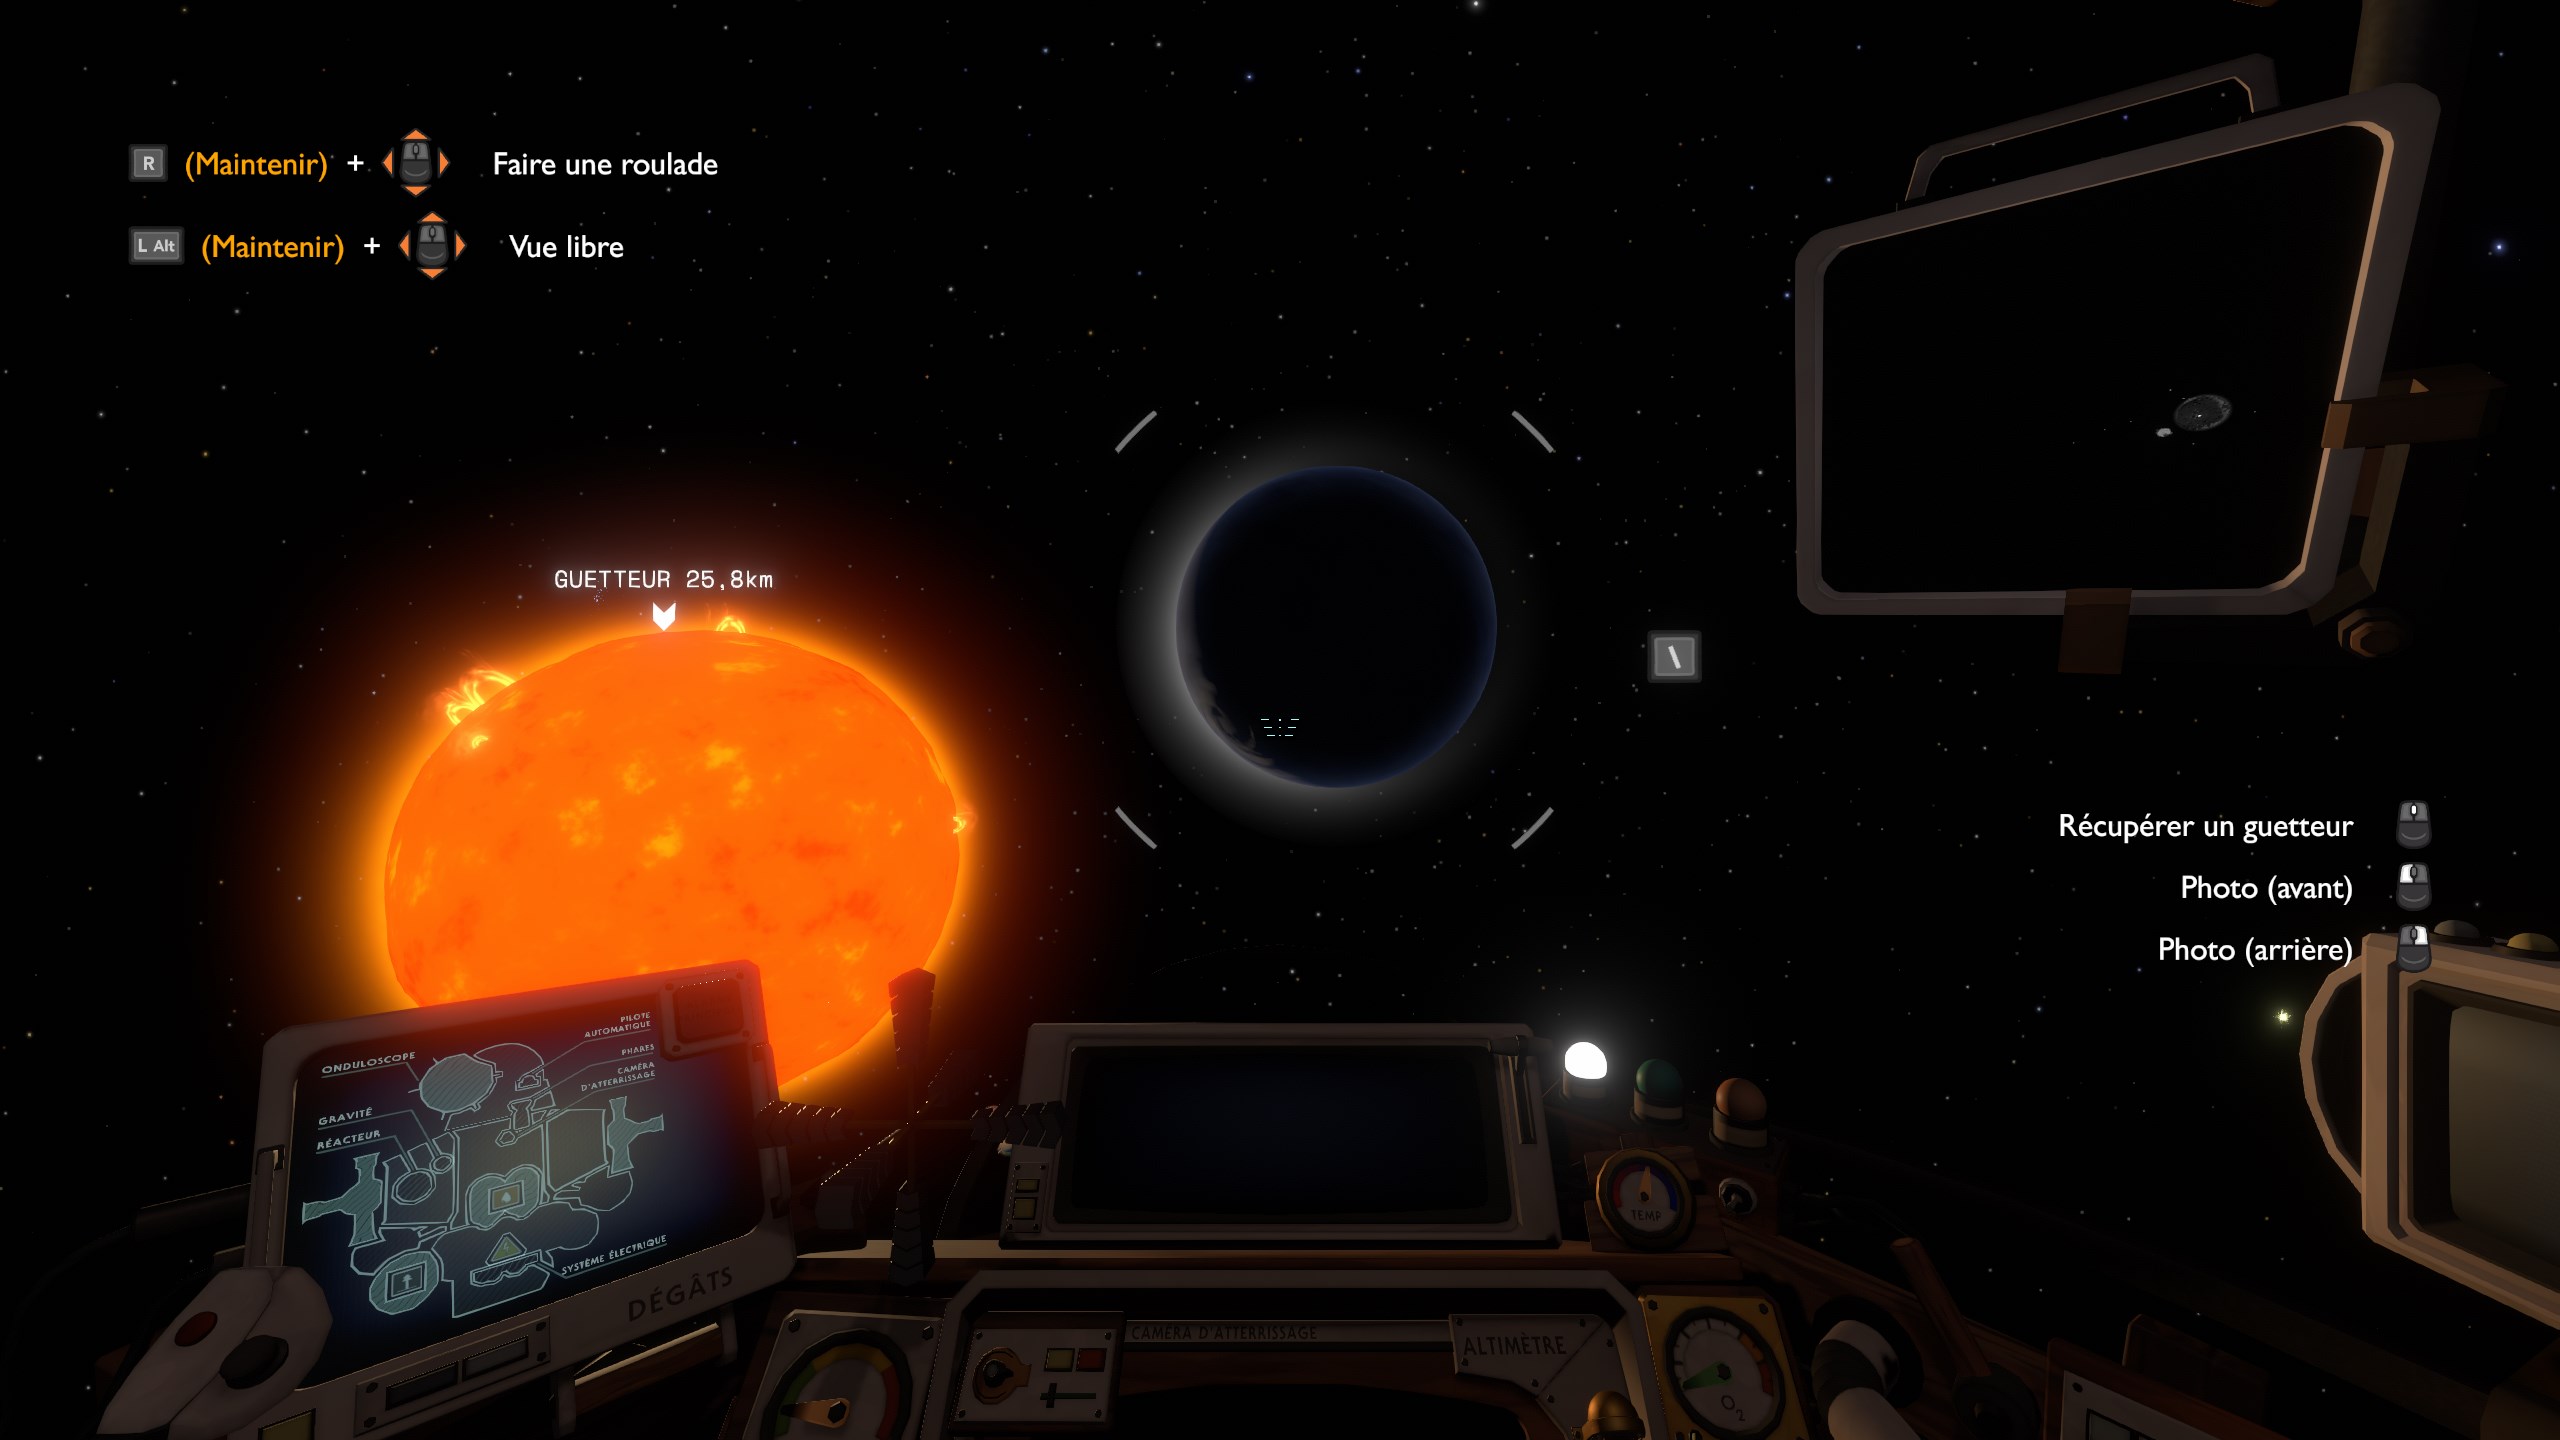 R (Maintenir) + Faire une roulade
L Alt (Maintenir) + Vue libre
GUETTEUR 25,8km
\
Récupérer un guetteur
Photo (avant)
Photo (arrière)
ONDULOSCOPE
PILOTE
AUTOMATIQUE
PHARES
CAMÉRA
D'ATTERRISSAGE
GRAVITÉ
RÉACTEUR
SYSTÈME ÉLECTRIQUE
DÉGÂTS
TEMP
CAMÉRA D'ATTERRISSAGE
ALTIMÈTRE
O2